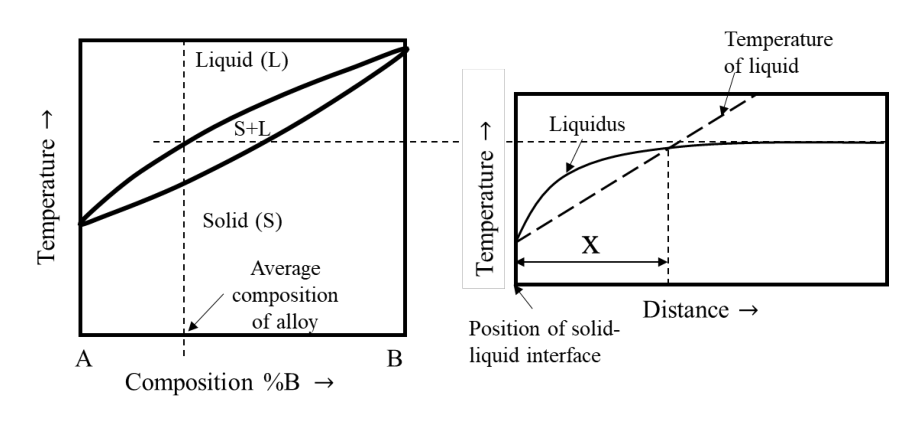 Temperature →
Liquid (L)
S+L
Solid (S)
Average
composition
of alloy
A
B
Composition %B →
Temperature →
Temperature
of liquid
Liquidus
X
Distance →
Position of solid-
liquid interface